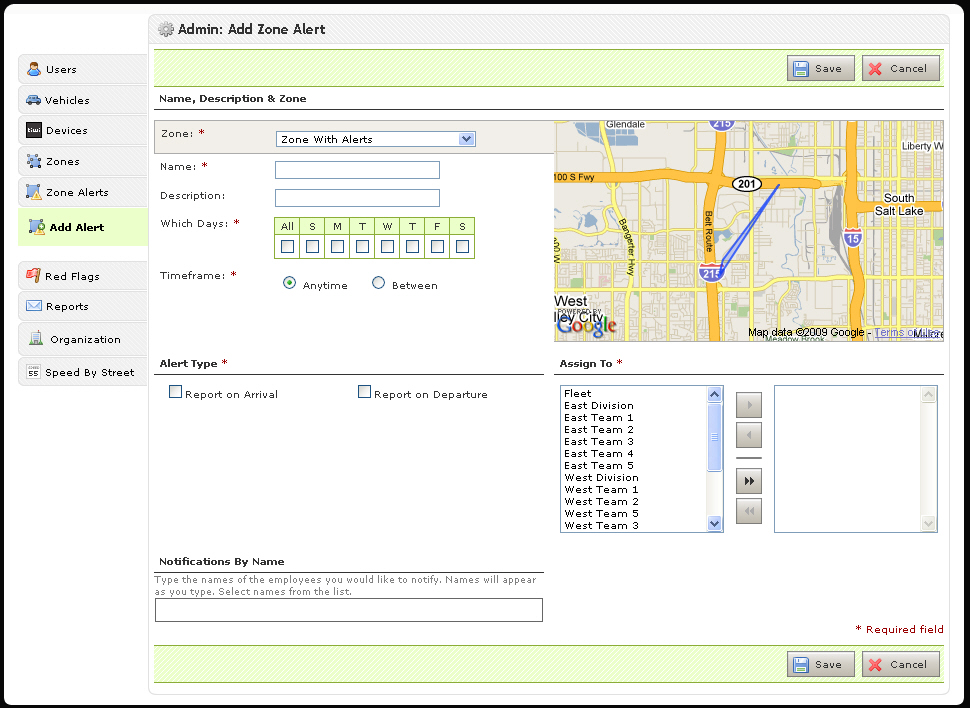 Admin: Add Zone Alert
Users
Vehicles
tiwi Devices
Zones
Zone Alerts
Add Alert
Red Flags
Reports
Organization
55 Speed By Street
Save
Cancel
Name, Description & Zone
Zone: *
Zone With Alerts
Name: *
Description:
Which Days: *
All S M T W T F S
Timeframe: *
Anytime
Between
Glendale
215
Liberty W
100 S Fwy
201
South
Salt Lake
Belt Route
Bangerter Hwy
15
215
West
POWERED BY
lley City
Google
Map data ©2009 Google - Terms of Use
Meadow Brook
Alert Type *
Report on Arrival
Report on Departure
Assign To *
Fleet
East Division
East Team 1
East Team 2
East Team 3
East Team 4
East Team 5
West Division
West Team 1
West Team 2
West Team 5
West Team 3
Notifications By Name
Type the names of the employees you would like to notify. Names will appear
as you type. Select names from the list.
* Required field
Save
Cancel